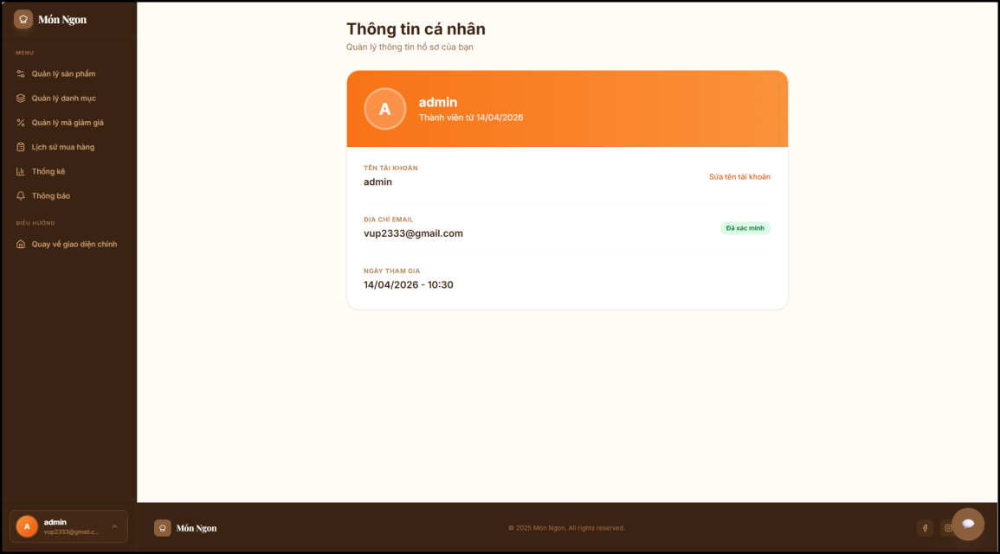 Món Ngon
MENU
Quản lý sản phẩm
Quản lý danh mục
Quản lý mã giảm giá
Lịch sử mua hàng
Thống kê
Thông báo
ĐIỀU HƯỚNG
Quay về giao diện chính
A
admin
vup2333@gmail.c...
Thông tin cá nhân
Quản lý thông tin hồ sơ của bạn
A
admin
Thành viên từ 14/04/2026
TÊN TÀI KHOẢN
admin
Sửa tên tài khoản
ĐỊA CHỈ EMAIL
vup2333@gmail.com
Đã xác minh
NGÀY THAM GIA
14/04/2026 - 10:30
Món Ngon
© 2025 Món Ngon. All rights reserved.